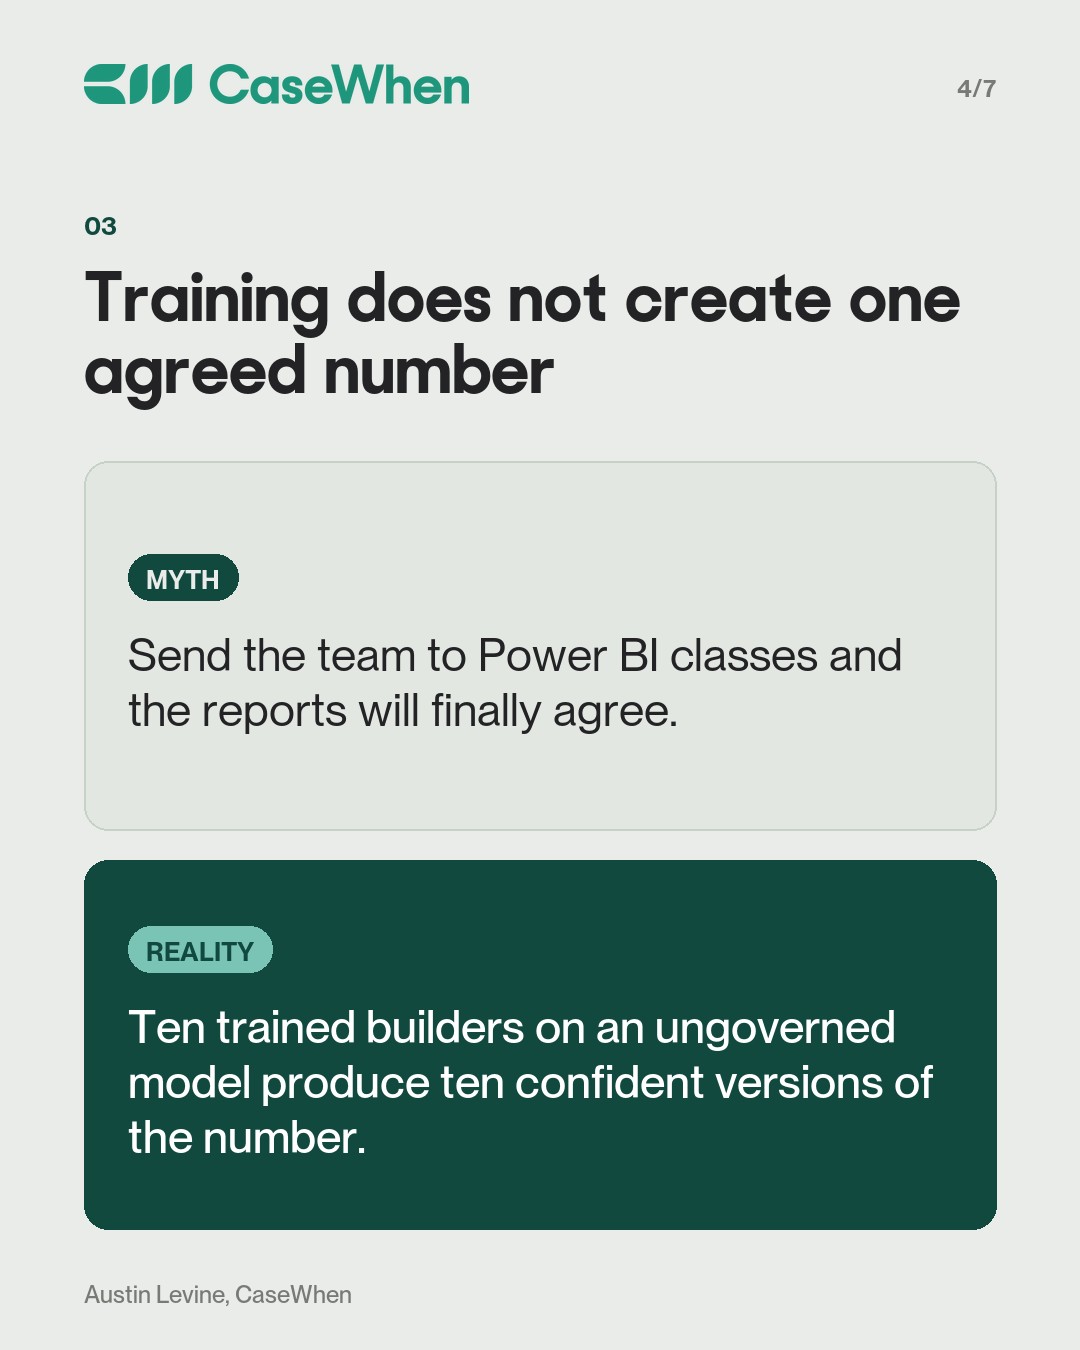 CaseWhen
4/7
03
Training does not create one
agreed number
MYTH
Send the team to Power BI classes and
the reports will finally agree.
REALITY
Ten trained builders on an ungoverned
model produce ten confident versions of
the number.
Austin Levine, CaseWhen